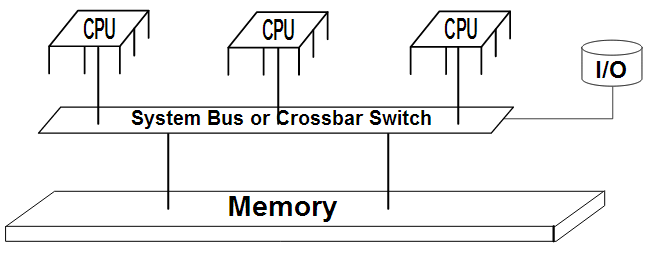 CPU
CPU
CPU
I/O
System Bus or Crossbar Switch
Memory